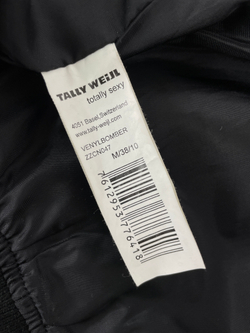 TALLY WEiJL
totally sexy
4051 Basel, Switzerland
www.tally-weijl.com
VENYLBOMBER
ZZCN047
M/38/10
7612953776418